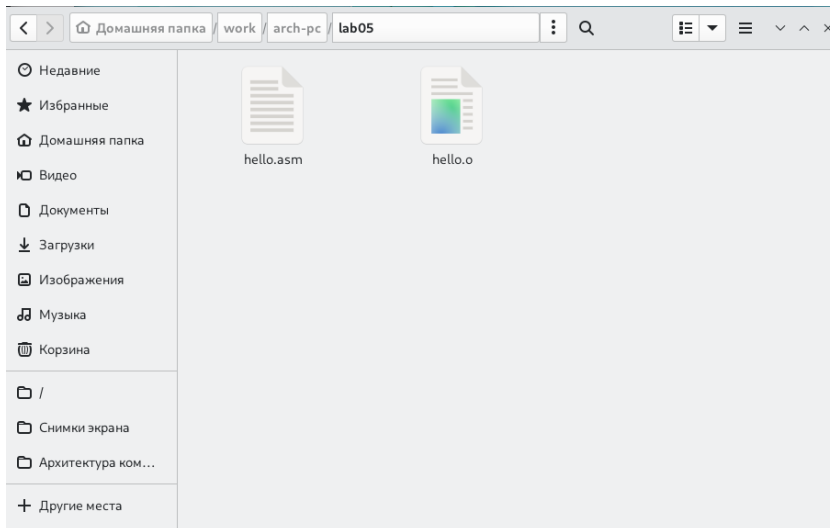 Домашняя папка / work / arch-pc / lab05
Недавние
Избранные
Домашняя папка
Видео
Документы
Загрузки
Изображения
Музыка
Корзина
/
Снимки экрана
Архитектура ком...
Другие места
hello.asm
hello.o